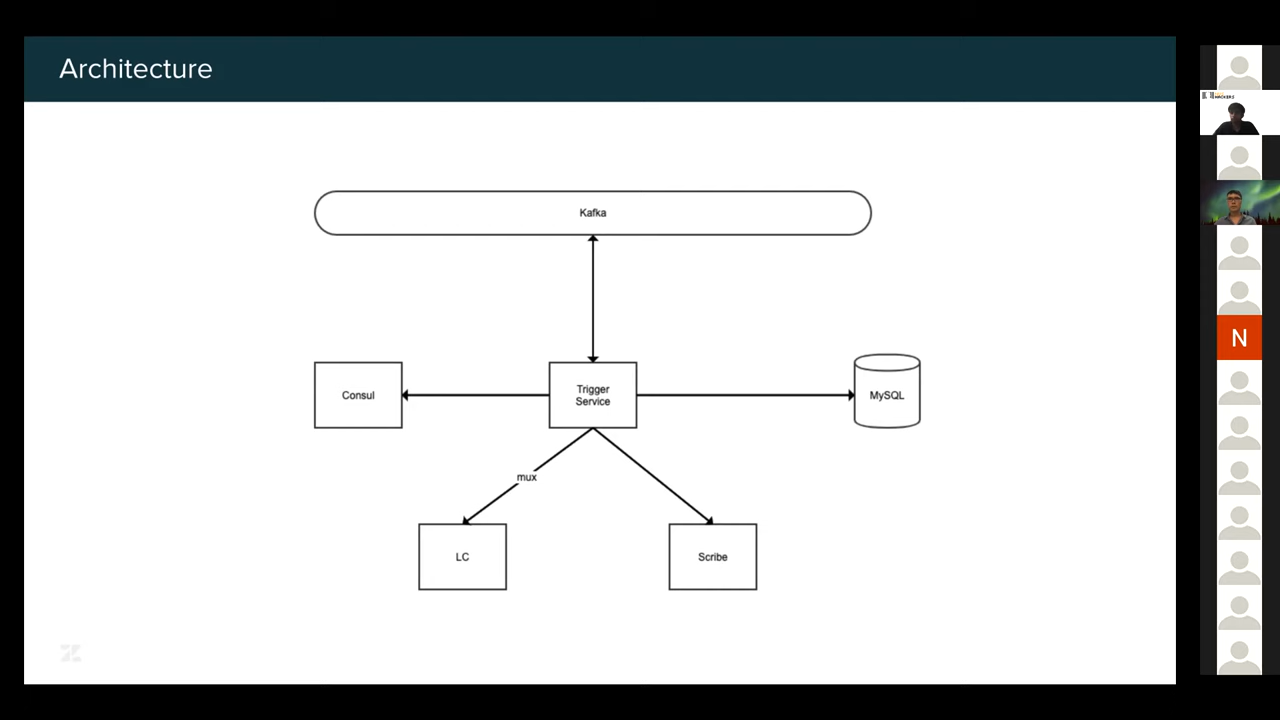 Architecture
Kafka
Consul
Trigger
Service
MySQL
mux
LC
Scribe
N